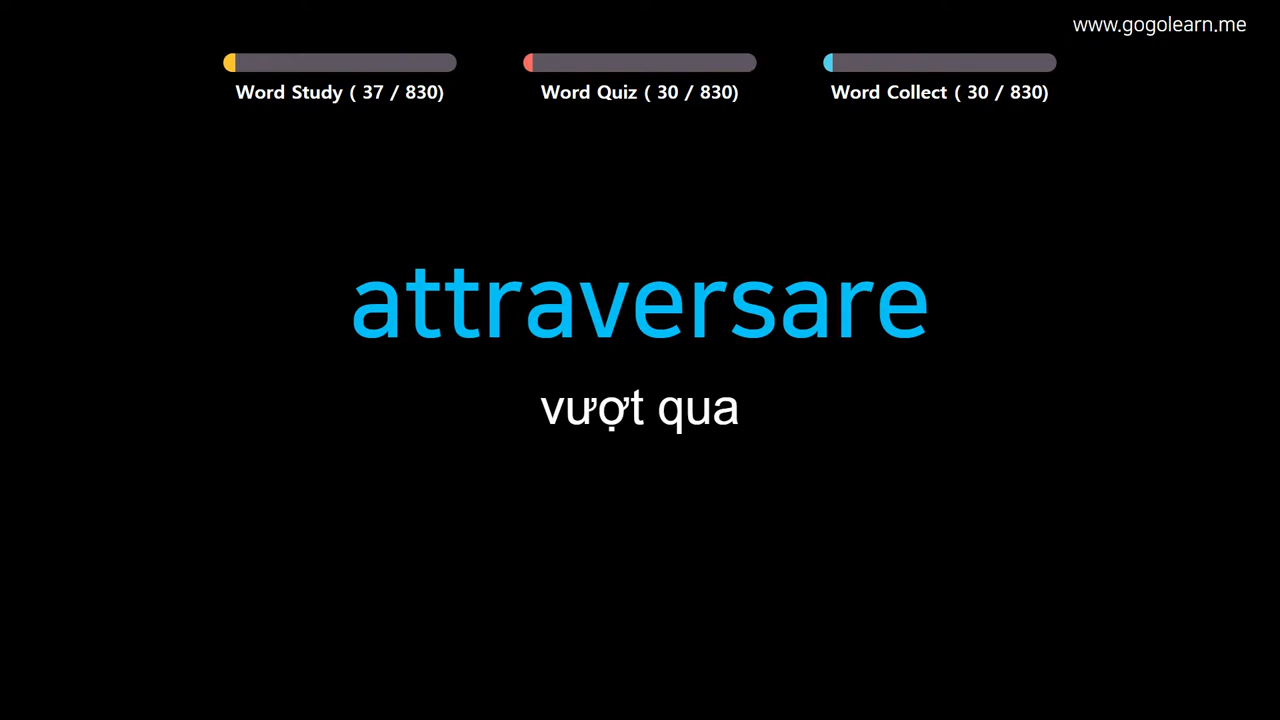 www.gogolearn.me
Word Study ( 37 / 830)
Word Quiz ( 30 / 830)
Word Collect ( 30 / 830)
attraversare
vượt qua